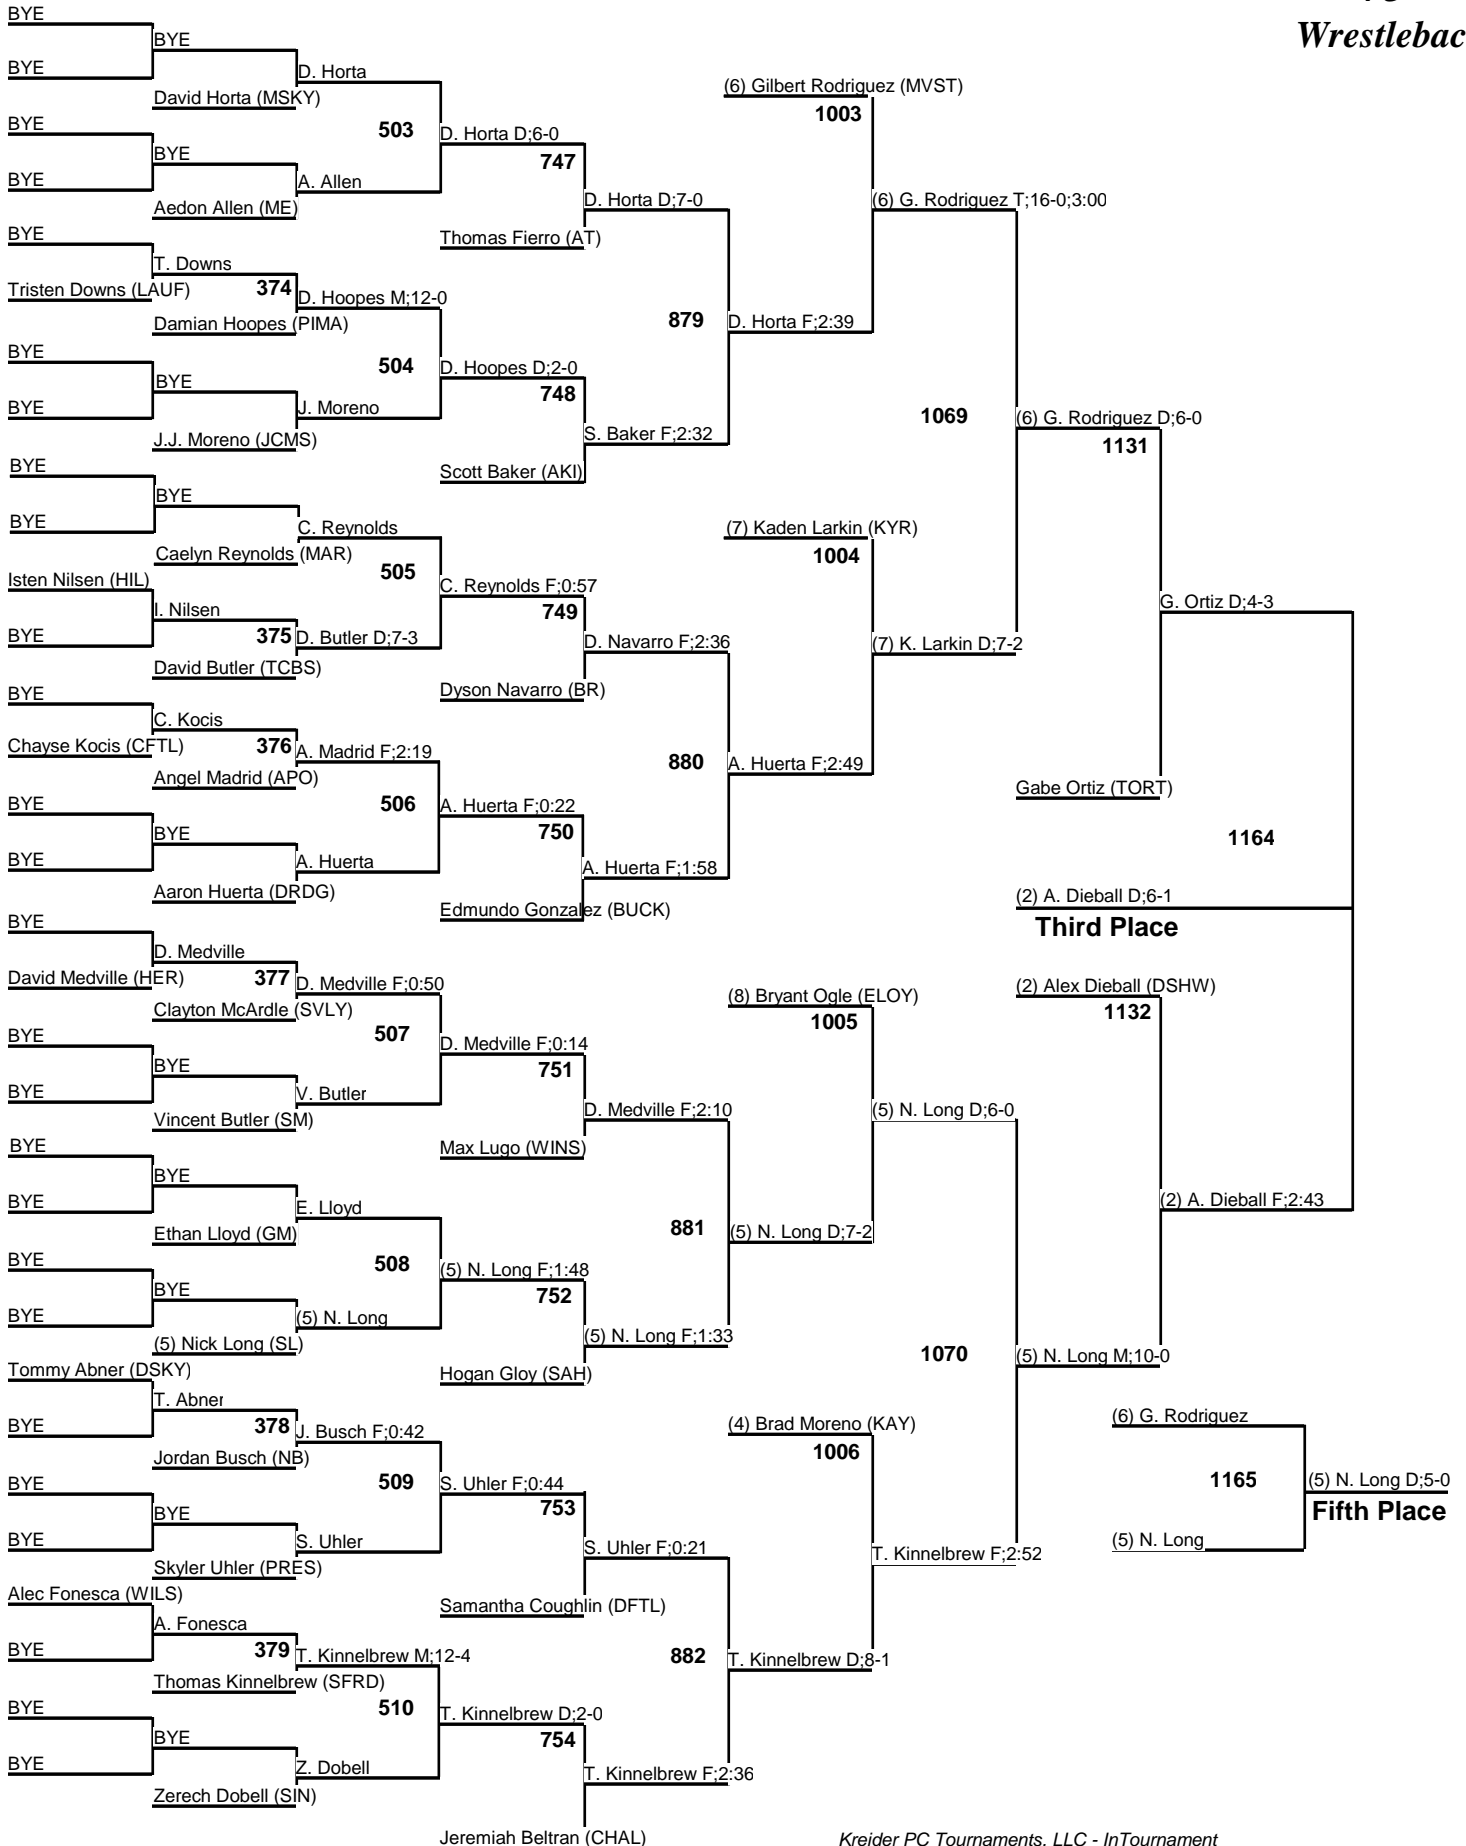 Wrestlebac
BYE
BYE
BYE
D. Horta
David Horta (MSKY)
(6) Gilbert Rodriguez (MVST)
1003
BYE
503
D. Horta D;6-0
747
BYE
BYE
A. Allen
Aedon Allen (ME)
D. Horta D;7-0
(6) G. Rodriguez T;16-0;3:00
BYE
Thomas Fierro (AT)
T. Downs
Tristen Downs (LAUF)
374
D. Hoopes M;12-0
Damian Hoopes (PIMA)
879
D. Horta F;2:39
BYE
504
D. Hoopes D;2-0
748
BYE
BYE
J. Moreno
J.J. Moreno (JCMS)
1069
(6) G. Rodriguez D;6-0
1131
S. Baker F;2:32
Scott Baker (AKI)
BYE
BYE
BYE
C. Reynolds
Caelyn Reynolds (MAR)
(7) Kaden Larkin (KYR)
1004
505
Isten Nilsen (HIL)
C. Reynolds F;0:57
749
G. Ortiz D;4-3
I. Nilsen
BYE
375
D. Butler D;7-3
D. Navarro F;2:36
(7) K. Larkin D;7-2
David Butler (TCBS)
BYE
Dyson Navarro (BR)
C. Kocis
Chayse Kocis (CFTL)
376
A. Madrid F;2:19
Angel Madrid (APO)
880
A. Huerta F;2:49
Gabe Ortiz (TORT)
BYE
506
A. Huerta F;0:22
750
BYE
1164
BYE
A. Huerta
A. Huerta F;1:58
Aaron Huerta (DRDG)
(2) A. Dieball D;6-1
Edmundo Gonzalez (BUCK)
BYE
Third Place
D. Medville
David Medville (HER)
377
D. Medville F;0:50
Clayton McArdle (SVLY)
(8) Bryant Ogle (ELOY)
1005
(2) Alex Dieball (DSHW)
1132
BYE
507
D. Medville F;0:14
751
BYE
BYE
V. Butler
Vincent Butler (SM)
D. Medville F;2:10
(5) N. Long D;6-0
BYE
Max Lugo (WINS)
BYE
BYE
E. Lloyd
Ethan Lloyd (GM)
881
(5) N. Long D;7-2
(2) A. Dieball F;2:43
BYE
508
(5) N. Long F;1:48
752
BYE
BYE
(5) N. Long
(5) Nick Long (SL)
(5) N. Long F;1:33
1070
(5) N. Long M;10-0
Tommy Abner (DSKY)
Hogan Gloy (SAH)
T. Abner
BYE
378
J. Busch F;0:42
Jordan Busch (NB)
(4) Brad Moreno (KAY)
1006
(6) G. Rodriguez
BYE
509
S. Uhler F;0:44
753
1165
(5) N. Long D;5-0
Fifth Place
BYE
BYE
S. Uhler
Skyler Uhler (PRES)
S. Uhler F;0:21
T. Kinnelbrew F;2:52
(5) N. Long
Alec Fonesca (WILS)
Samantha Coughlin (DFTL)
A. Fonesca
BYE
379
T. Kinnelbrew M;12-4
Thomas Kinnelbrew (SFRD)
882
T. Kinnelbrew D;8-1
BYE
510
T. Kinnelbrew D;2-0
754
BYE
BYE
Z. Dobell
Zerech Dobell (SIN)
T. Kinnelbrew F;2:36
Jeremiah Beltran (CHAL)
Kreider PC Tournaments, LLC - InTournament